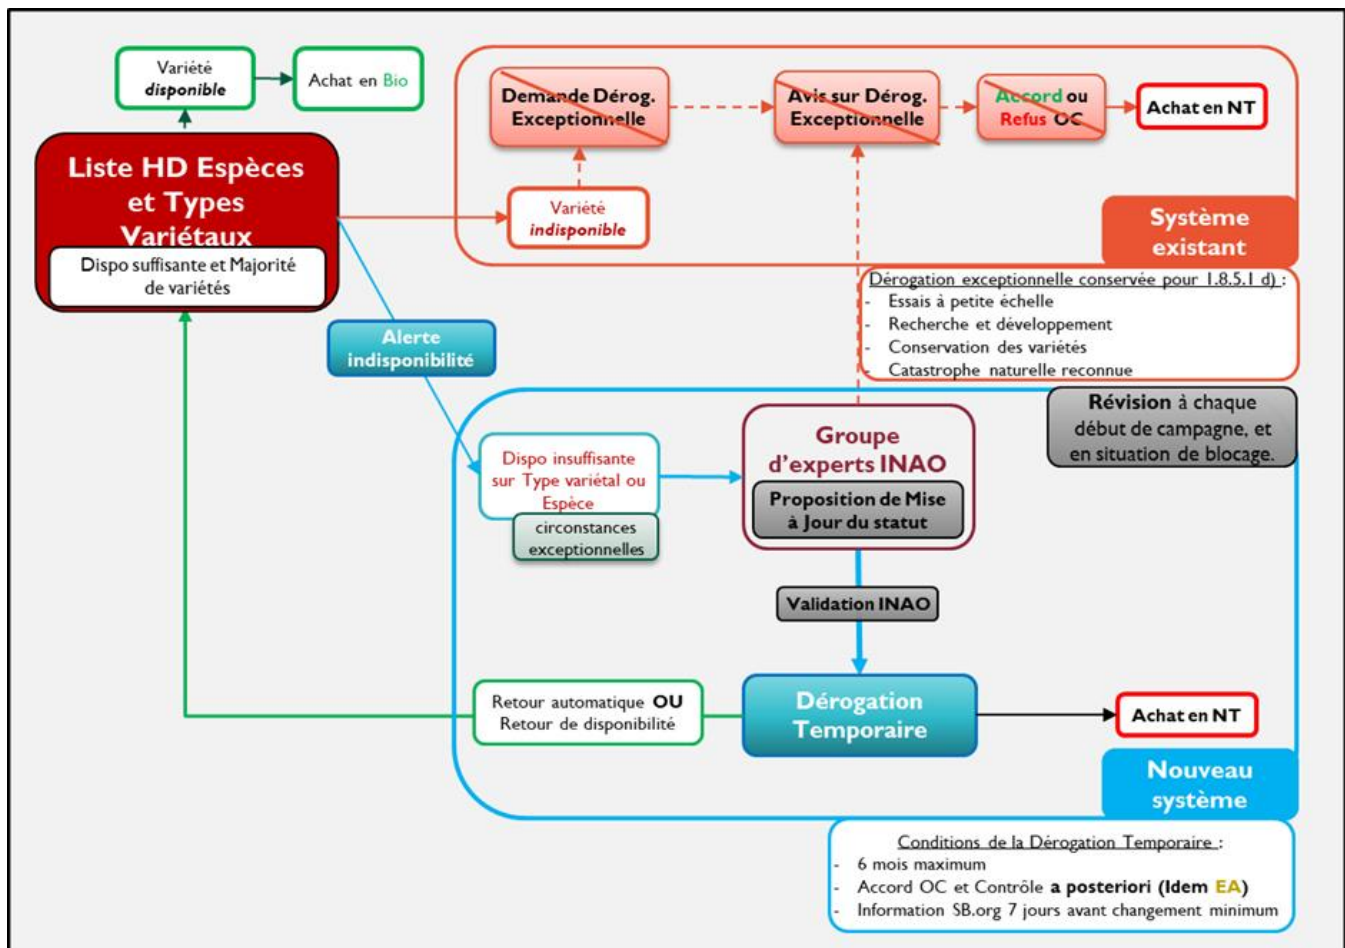 Variété
disponible
Achat en Bio
Demande Dérog.
Exceptionnelle
Avis sur Dérog.
Exceptionnelle
Accord ou
Refus OC
Achat en NT
Liste HD Espèces
et Types
Variétaux
Dispo suffisante et Majorité
de variétés
Variété
indisponible
Système
existant
Dérogation exceptionnelle conservée pour 1.8.5.1 d) :
- Essais à petite échelle
- Recherche et développement
- Conservation des variétés
- Catastrophe naturelle reconnue
Alerte
indisponibilité
Révision à chaque
début de campagne, et
en situation de blocage.
Dispo insuffisante
sur Type variétal ou
Espèce
circonstances
exceptionnelles
Groupe
d'experts INAO
Proposition de Mise
à Jour du statut
Validation INAO
Retour automatique OU
Retour de disponibilité
Dérogation
Temporaire
Achat en NT
Nouveau
système
Conditions de la Dérogation Temporaire :
- 6 mois maximum
- Accord OC et Contrôle a posteriori (Idem EA)
- Information SB.org 7 jours avant changement minimum